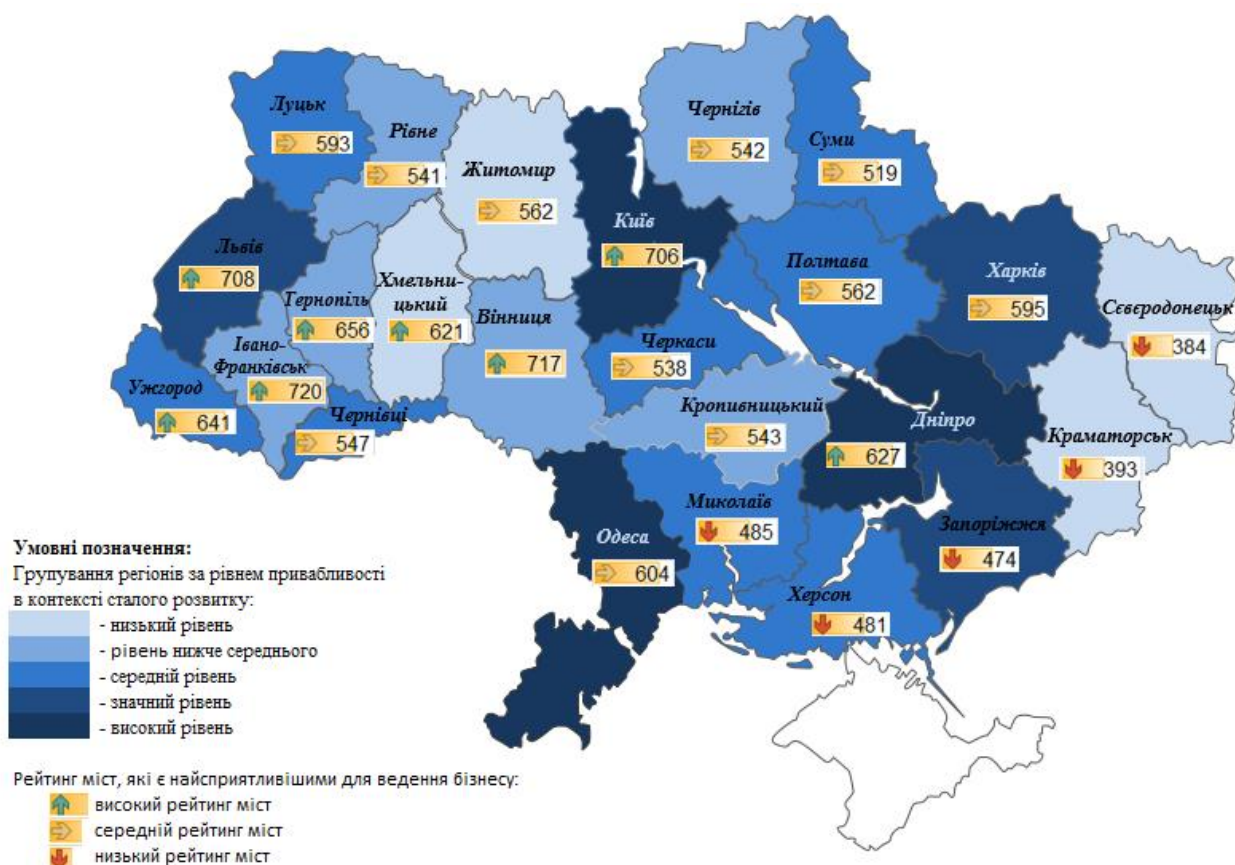 Луцьк
593
Рівне
541
Житомир
562
Чернігів
542
Суми
519
Київ
706
Львів
708
Гернопіль
656
Хмельни-
цький
621
Вінниця
717
Полтава
562
Харків
595
Сєвєродонецьк
384
Івано-
Франківськ
720
Черкаси
538
Ужгород
641
Чернівці
547
Кропивницький
543
Дніпро
627
Краматорськ
393
Миколаїв
485
Одеса
604
Запоріжжя
474
Херсон
481
Умовні позначення:
Групування регіонів за рівнем привабливості
в контексті сталого розвитку:
- низький рівень
- рівень нижче середнього
- середній рівень
- значний рівень
- високий рівень
Рейтинг міст, які є найсприятливішими для ведення бізнесу:
високий рейтинг міст
середній рейтинг міст
низький рейтинг міст